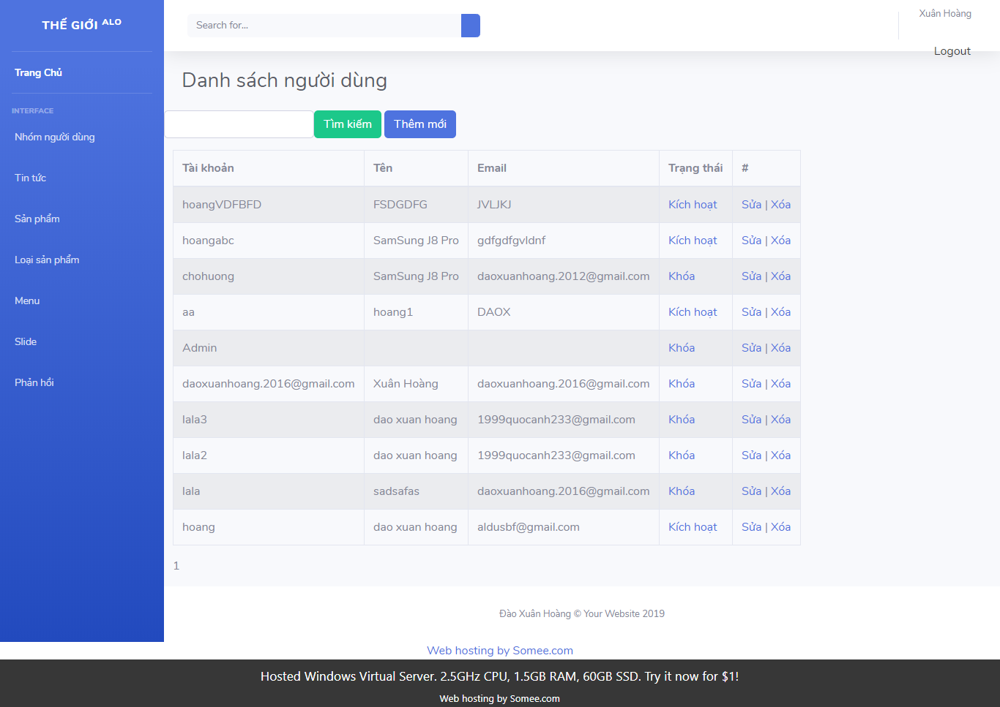 THẾ GIỚI ALO
Search for...
Xuân Hoàng
Logout
Trang Chủ
INTERFACE
Nhóm người dùng
Tin tức
Sản phẩm
Loại sản phẩm
Menu
Slide
Phản hồi
Danh sách người dùng
Tìm kiếm Thêm mới
Tài khoản Tên Email Trạng thái #
hoangVDFBFD FSDGDFG JVLJKJ Kích hoạt Sửa | Xóa
hoangabc SamSung J8 Pro gdfgdfgvldnf Kích hoạt Sửa | Xóa
chohuong SamSung J8 Pro daoxuanhoang.2012@gmail.com Khóa Sửa | Xóa
aa hoang1 DAOX Kích hoạt Sửa | Xóa
Admin Khóa Sửa | Xóa
daoxuanhoang.2016@gmail.com Xuân Hoàng daoxuanhoang.2016@gmail.com Khóa Sửa | Xóa
lala3 dao xuan hoang 1999quocanh233@gmail.com Khóa Sửa | Xóa
lala2 dao xuan hoang 1999quocanh233@gmail.com Khóa Sửa | Xóa
lala sadsafas daoxuanhoang.2016@gmail.com Khóa Sửa | Xóa
hoang dao xuan hoang aldusbf@gmail.com Kích hoạt Sửa | Xóa
1
Đào Xuân Hoàng © Your Website 2019
Web hosting by Somee.com
Hosted Windows Virtual Server. 2.5GHz CPU, 1.5GB RAM, 60GB SSD. Try it now for $1!
Web hosting by Somee.com